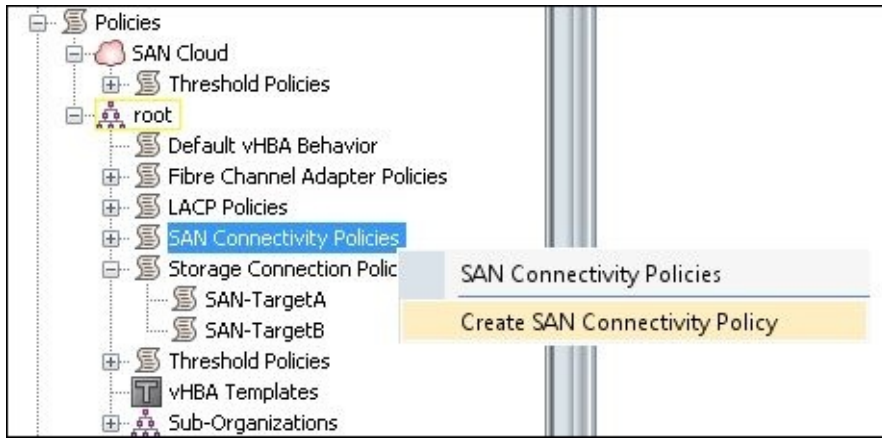 Policies
SAN Cloud
Threshold Policies
root
Default vHBA Behavior
Fibre Channel Adapter Policies
LACP Policies
SAN Connectivity Policies
Storage Connection Polic
SAN Connectivity Policies
SAN-TargetA
SAN-TargetB
Create SAN Connectivity Policy
Threshold Policies
T vHBA Templates
Sub-Organizations